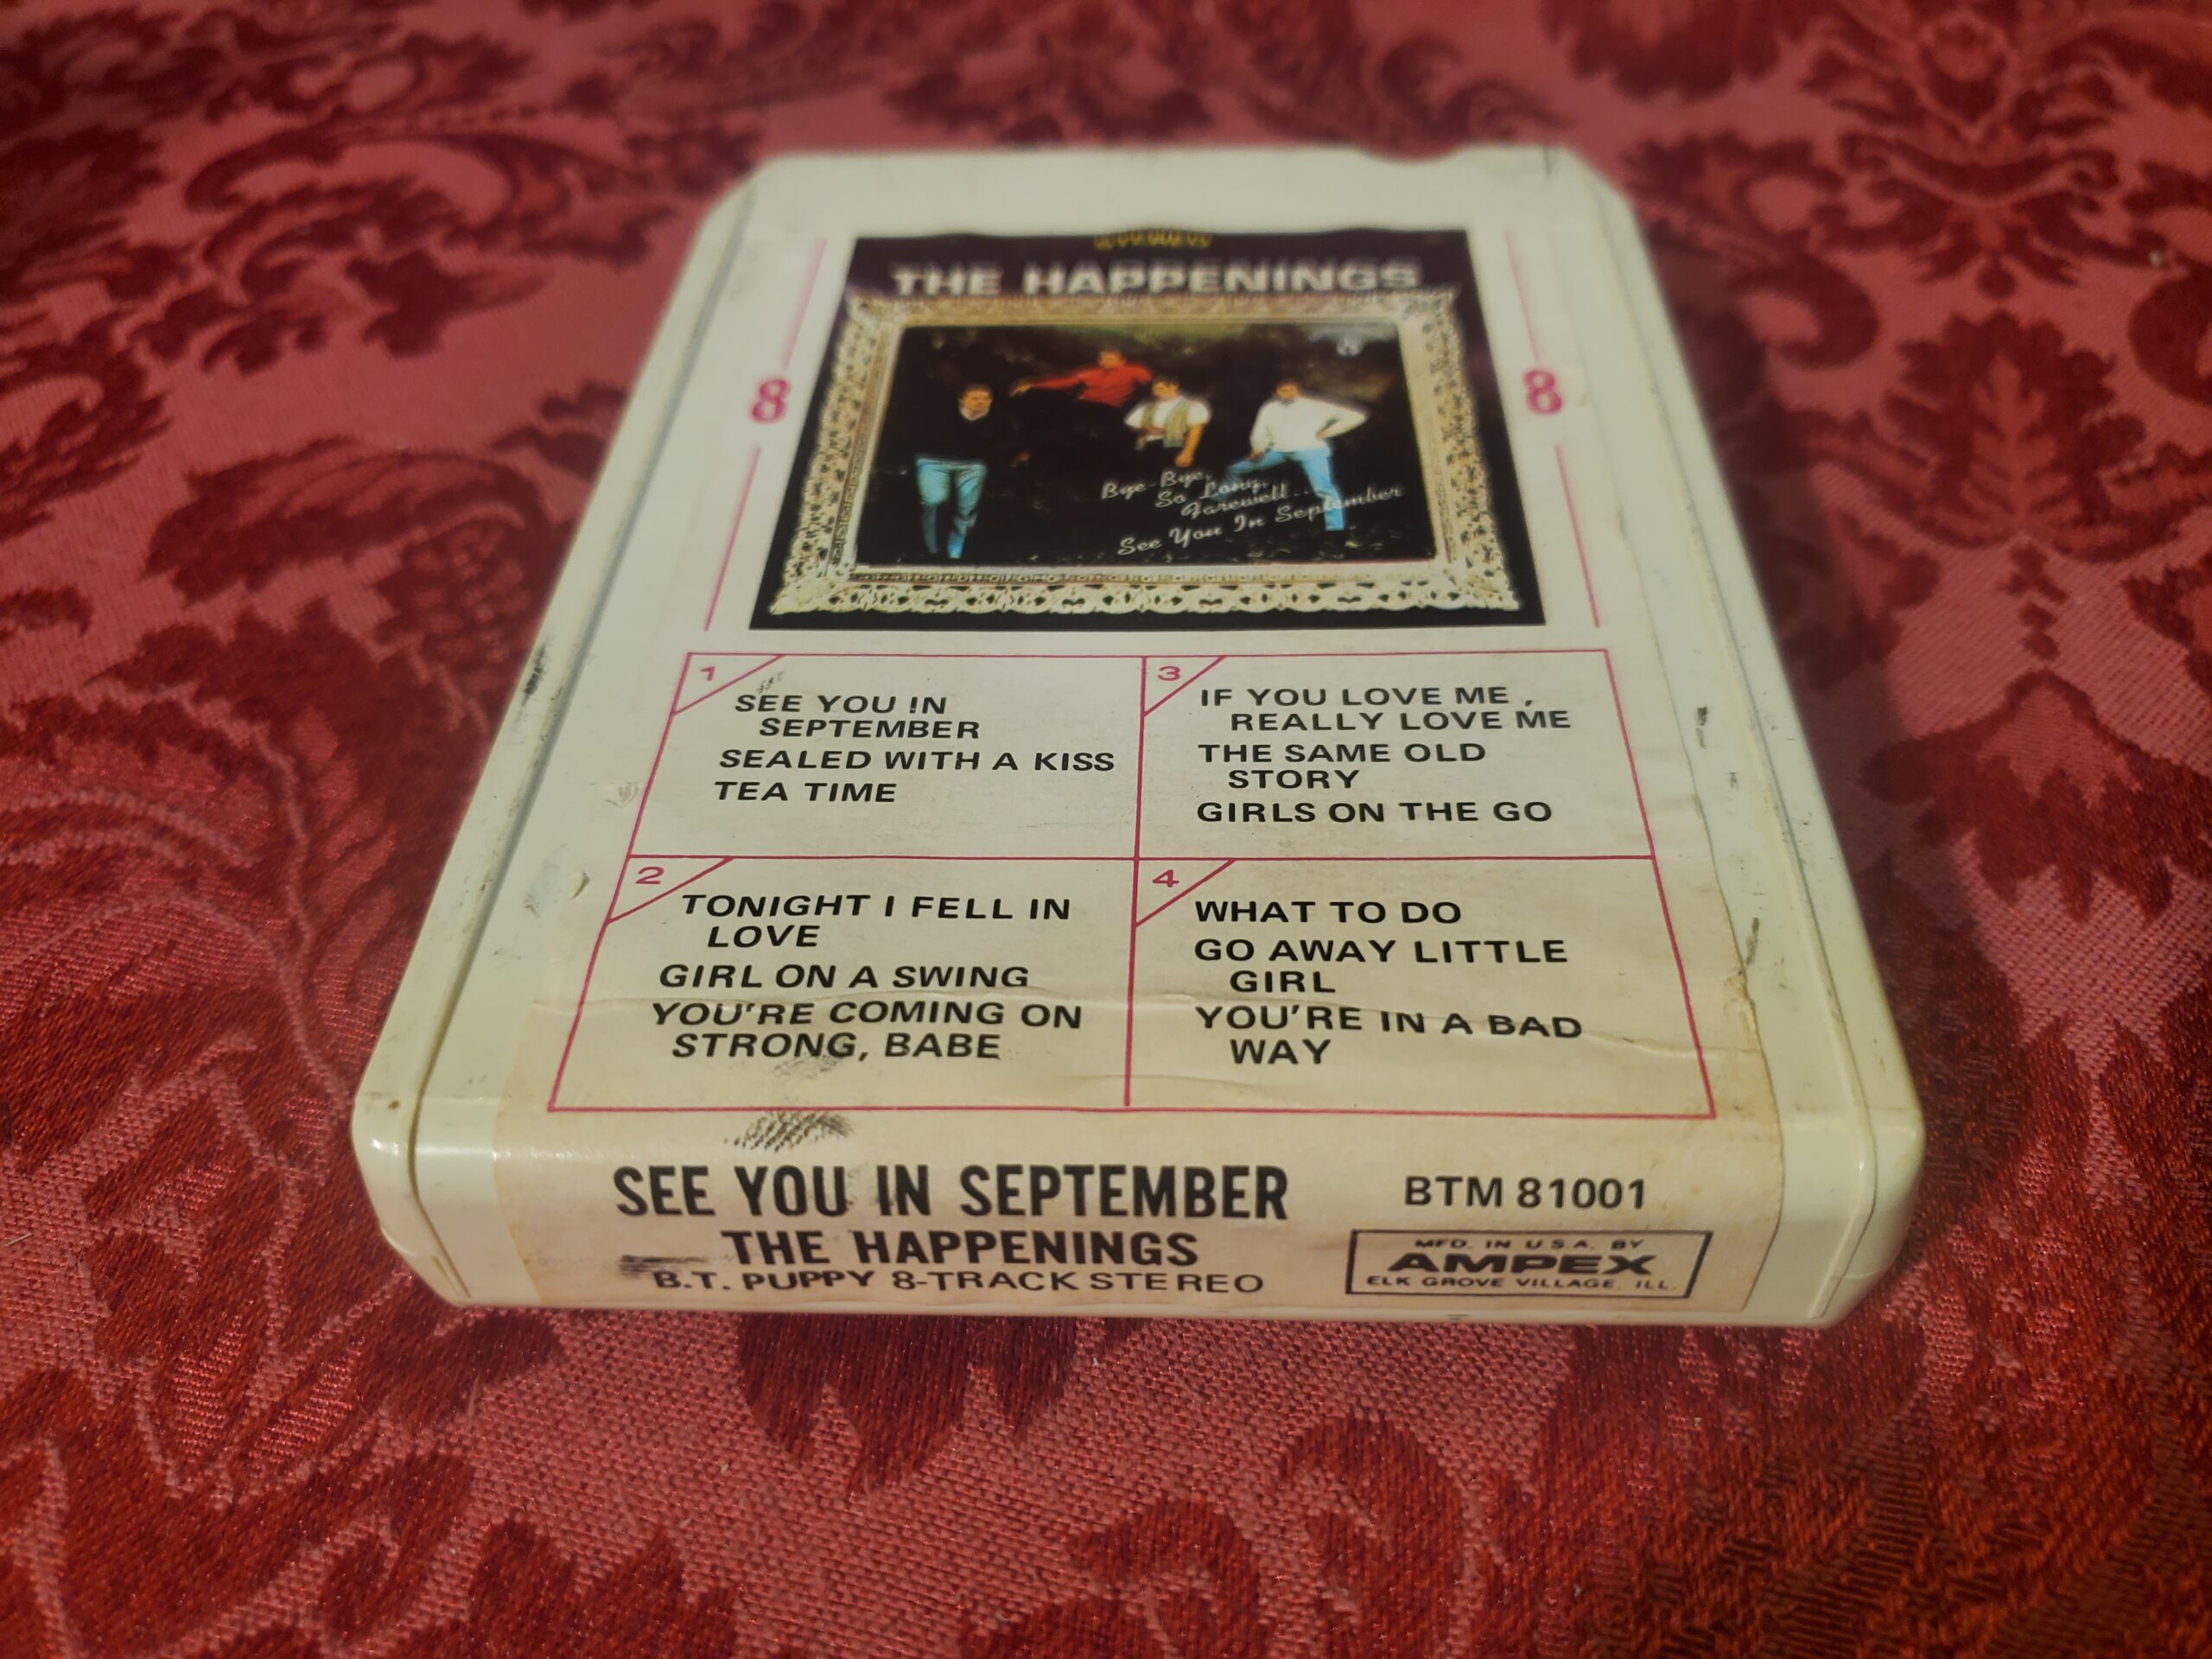 THE HAPPENINGS
8
8
Bye-Bye,
So Long,
Farewell...
See You In September
1
SEE YOU IN
SEPTEMBER
SEALED WITH A KISS
TEA TIME
2
TONIGHT I FELL IN
LOVE
GIRL ON A SWING
YOU'RE COMING ON
STRONG, BABE
3
IF YOU LOVE ME ,
REALLY LOVE ME
THE SAME OLD
STORY
GIRLS ON THE GO
4
WHAT TO DO
GO AWAY LITTLE
GIRL
YOU'RE IN A BAD
WAY
SEE YOU IN SEPTEMBER
THE HAPPENINGS
B.T. PUPPY 8-TRACK STEREO
BTM 81001
MFD. IN U.S.A. BY
AMPEX
ELK GROVE VILLAGE, ILL.